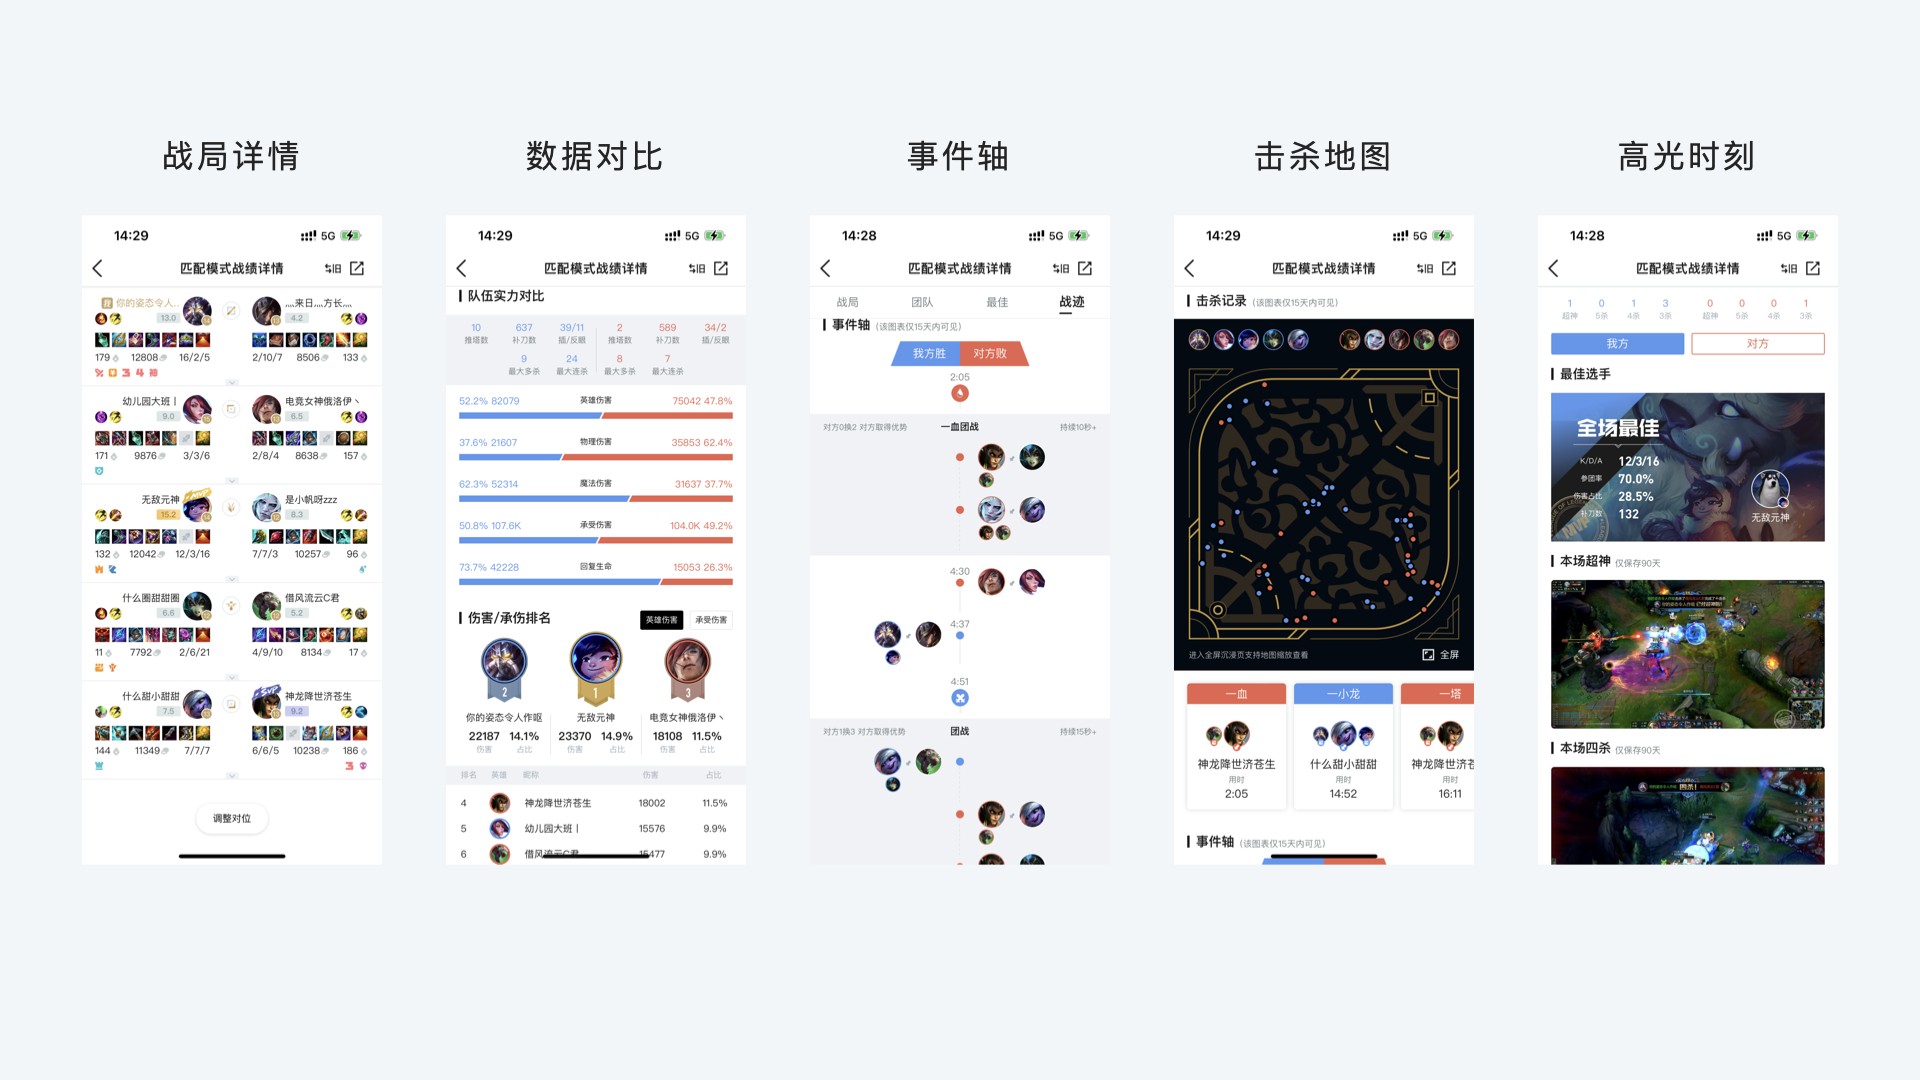 战局详情
数据对比
事件轴
击杀地图
高光时刻
14:29
5G
匹配模式战绩详情
旧
我 你的姿态令人..
13.0
灬来日灬方长灬
4.2
179 12808 16/2/5
2/10/7 8506 133
幼儿园大班丨
9.0
电竞女神俄洛伊丶
6.5
171 9876 3/3/6
2/8/4 8638 157
无敌元神
MVP
15.2
是小帆呀zzz
8.3
132 12042 12/3/16
7/7/3 10257 96
什么圈甜甜圈
6.6
借风流云C君
5.2
11 7792 2/6/21
4/9/10 8134 17
什么甜小甜甜
7.5
SVP
神龙降世济苍生
9.2
144 11349 7/7/7
6/6/5 10238 186
调整对位
14:29
5G
匹配模式战绩详情
旧
队伍实力对比
10 637 39/11 2 589 34/2
推塔数 补刀数 插/反眼 推塔数 补刀数 插/反眼
9 24 8 7
最大多杀 最大连杀 最大多杀 最大连杀
52.2% 82079 英雄伤害 75042 47.8%
37.6% 21607 物理伤害 35853 62.4%
62.3% 52314 魔法伤害 31637 37.7%
50.8% 107.6K 承受伤害 104.0K 49.2%
73.7% 42228 回复生命 15053 26.3%
伤害/承伤排名
英雄伤害 承受伤害
2 1 3
你的姿态令人作呕 无敌元神 电竞女神俄洛伊丶
22187 14.1% 23370 14.9% 18108 11.5%
伤害 占比 伤害 占比 伤害 占比
排名 英雄 昵称 伤害 占比
4 神龙降世济苍生 18002 11.5%
5 幼儿园大班丨 15576 9.9%
6 借风流云C君 15477 9.9%
14:28
5G
匹配模式战绩详情
旧
战局 团队 最佳 战迹
事件轴 (该图表仅15天内可见)
我方胜 对方败
2:05
对方0换2 对方取得优势 一血团战 持续10秒+
4:30
4:37
4:51
对方1换3 对方取得优势 团战 持续15秒+
14:29
5G
匹配模式战绩详情
旧
击杀记录 (该图表仅15天内可见)
进入全屏沉浸页支持地图缩放查看 全屏
一血 一小龙 一塔
神龙降世济苍生 什么甜小甜甜 神龙降世济
用时 用时 用时
2:05 14:52 16:11
事件轴 (该图表仅15天内可见)
14:28
5G
匹配模式战绩详情
旧
1 0 1 3 0 0 0 1
超神 5杀 4杀 3杀 超神 5杀 4杀 3杀
我方 对方
最佳选手
全场最佳
K/D/A 12/3/16
参团率 70.0%
伤害占比 28.5%
补刀数 132
MVP
无敌元神
本场超神 仅保存90天
本场四杀 仅保存90天